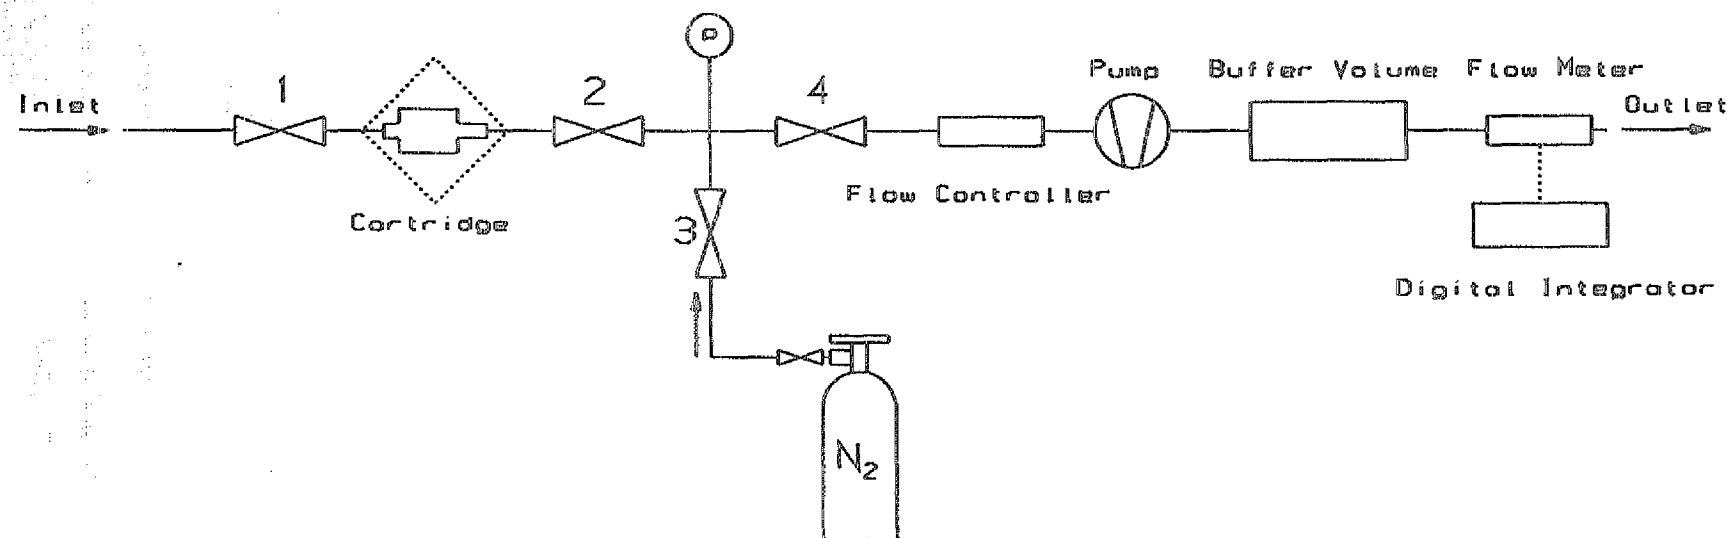 P
Pump Buffer Volume Flow Meter
Inlet 1 2 4 Outlet
Flow Controller
Cartridge 3
Digital Integrator
N₂